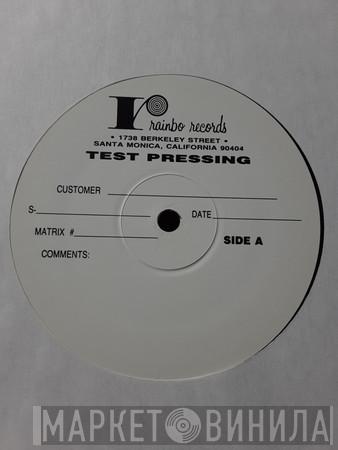 rainbo records
• 1738 BERKELEY STREET •
SANTA MONICA, CALIFORNIA 90404
TEST PRESSING
CUSTOMER
S- DATE
MATRIX #
SIDE A
COMMENTS:
МАРКЕТ ВИНИЛА